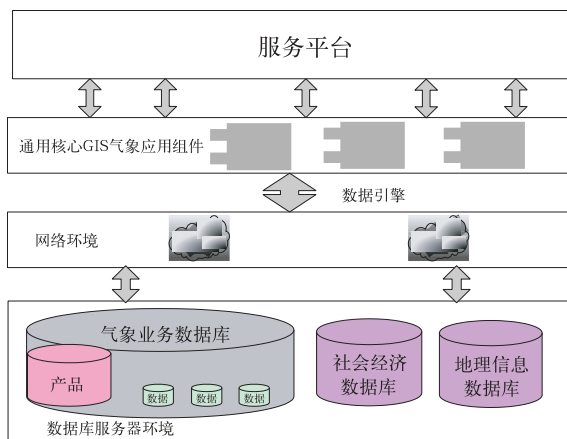 服务平台
通用核心GIS气象应用组件
数据引擎
网络环境
气象业务数据库
产品
数据
数据
数据
社会经济
数据库
地理信息
数据库
数据库服务器环境